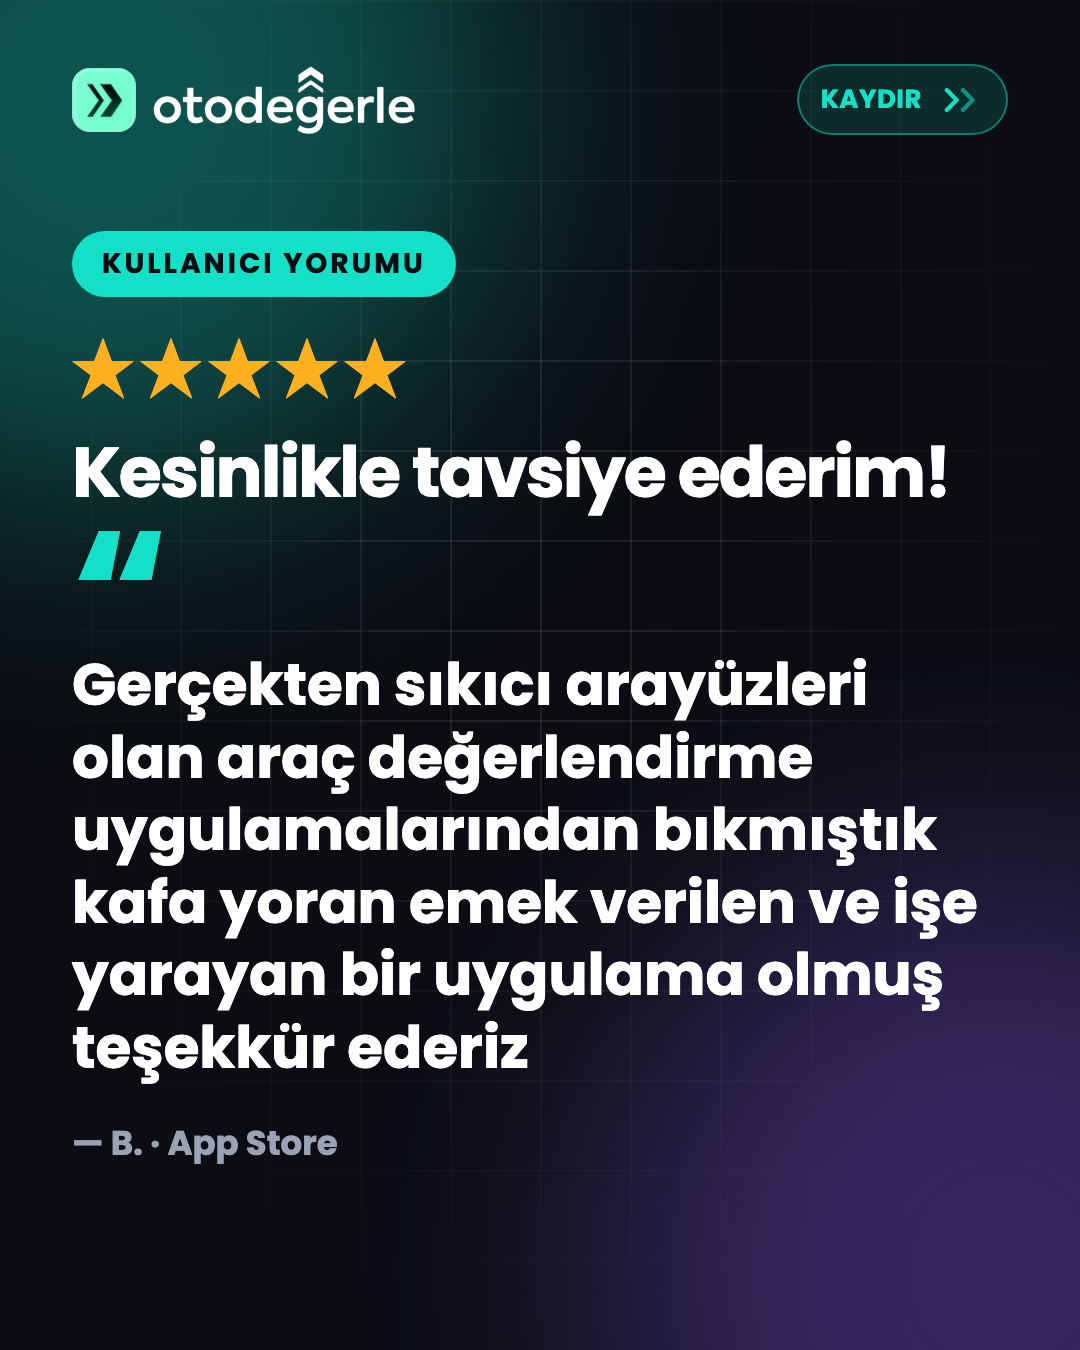 otodeğerle
KAYDIR
KULLANICI YORUMU
Kesinlikle tavsiye ederim!
“
Gerçekten sıkıcı arayüzleri
olan araç değerlendirme
uygulamalarından bıkmıştık
kafa yoran emek verilen ve işe
yarayan bir uygulama olmuş
teşekkür ederiz
— B. · App Store